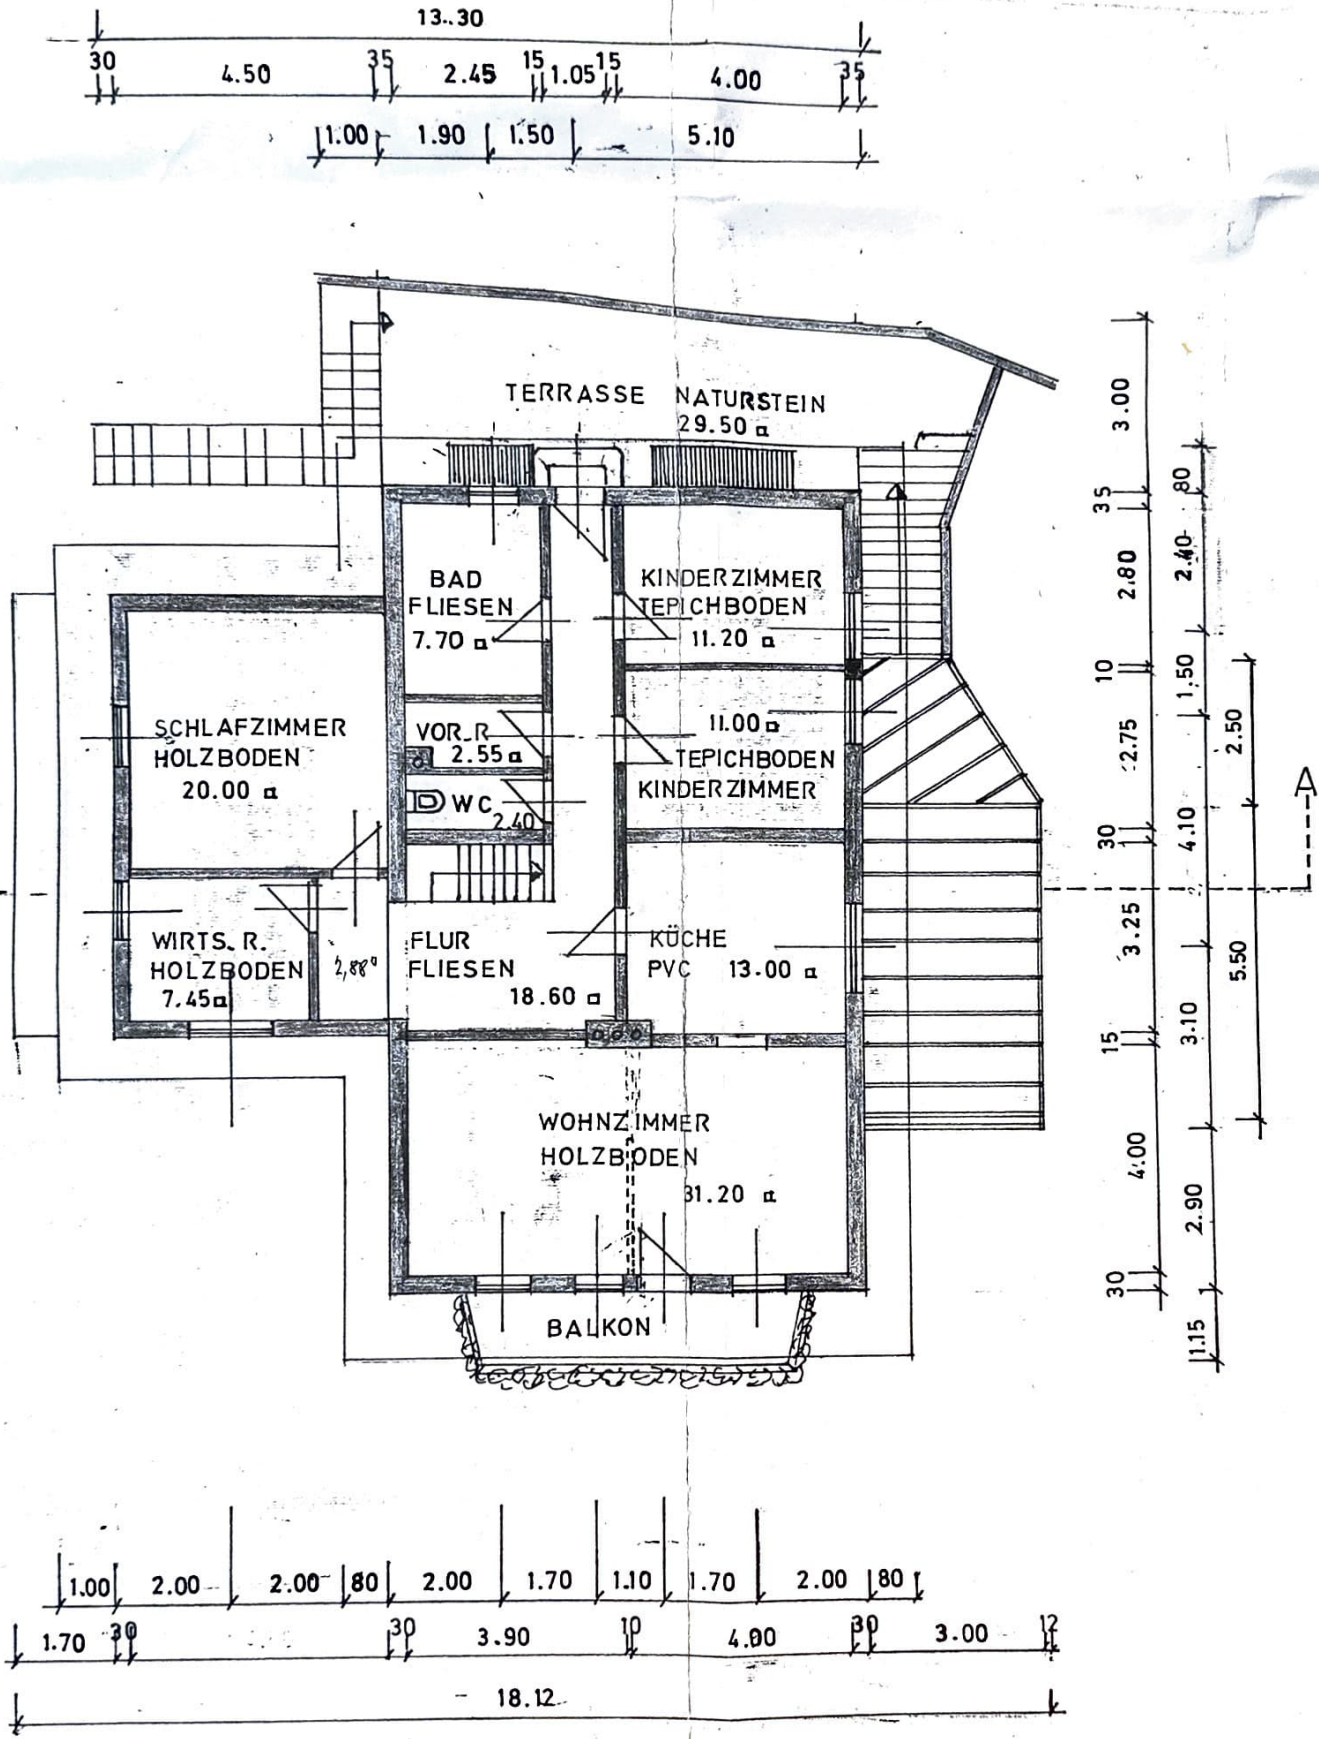 13.30
30 4.50 35 2.45 15 1.05 15 4.00 35
1.00 1.90 1.50 5.10
TERRASSE NATURSTEIN
29.50 ¤
BAD
FLIESEN
7.70 ¤
KINDERZIMMER
TEPICHBODEN
11.20 ¤
SCHLAFZIMMER
HOLZBODEN
20.00 ¤
VOR.R
2.55 ¤
WC
2.40
11.00 ¤
TEPICHBODEN
KINDERZIMMER
WIRTS. R.
HOLZBODEN
7.45 ¤
2,88
FLUR
FLIESEN
18.60 ¤
KÜCHE
PVC 13.00 ¤
WOHNZIMMER
HOLZBODEN
31.20 ¤
BALKON
3.00
35
2.80
10
2.75
30
3.25
15
4.00
30
80
2.40
1.50
4.10
3.10
2.90
1.15
2.50
5.50
A
1.00 2.00 2.00 80 2.00 1.70 1.10 1.70 2.00 80
1.70 30 30 3.90 10 4.00 30 3.00 12
18.12